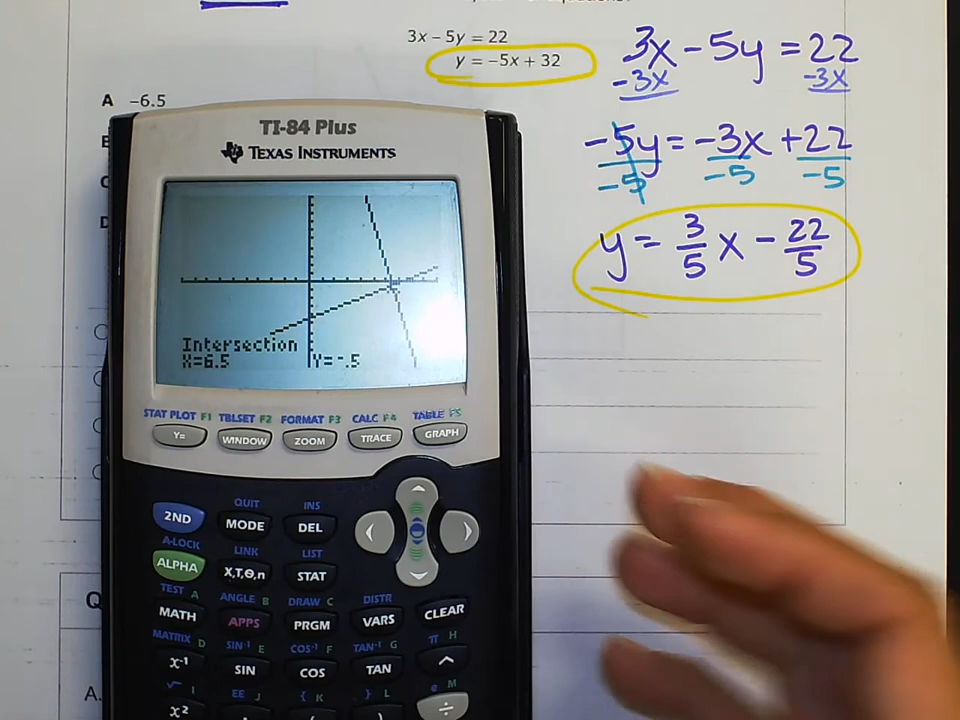 3x − 5y = 22
y = −5x + 32
A −6.5
3x − 5y = 22
−3x −3x
−5y = −3x + 22
−5 −5 −5
y = 3/5 x − 22/5
TI-84 Plus
TEXAS INSTRUMENTS
Intersection
X=6.5 Y=-.5
STAT PLOT F1 TBLSET F2 FORMAT F3 CALC F4 TABLE F5
Y= WINDOW ZOOM TRACE GRAPH
QUIT INS
2ND MODE DEL
A-LOCK LINK LIST
ALPHA X,T,Θ,n STAT
TEST A ANGLE B DRAW C DISTR
MATH APPS PRGM VARS CLEAR
MATRIX D SIN⁻¹ E COS⁻¹ F TAN⁻¹ G π H
x⁻¹ SIN COS TAN ^
√ I EE J { K } L e M
x² , ( ) ÷
Q
A.